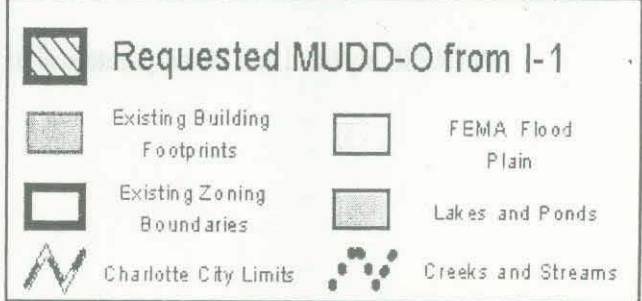 Requested MUDD-O from I-1
Existing Building
Footprints
FEMA Flood
Plain
Existing Zoning
Boundaries
Lakes and Ponds
Charlotte City Limits
Creeks and Streams